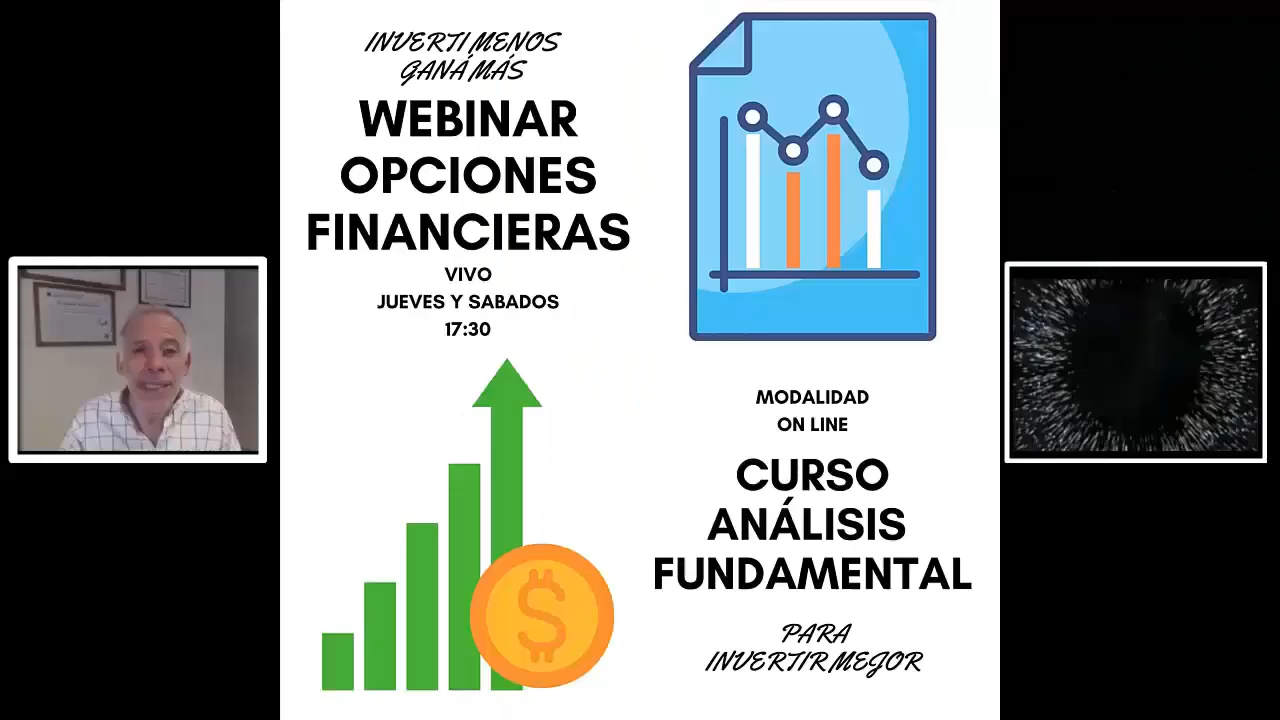 INVERTI MENOS
GANÁ MÁS
WEBINAR
OPCIONES
FINANCIERAS
VIVO
JUEVES Y SABADOS
17:30
MODALIDAD
ON LINE
CURSO
ANÁLISIS
FUNDAMENTAL
PARA
INVERTIR MEJOR
$